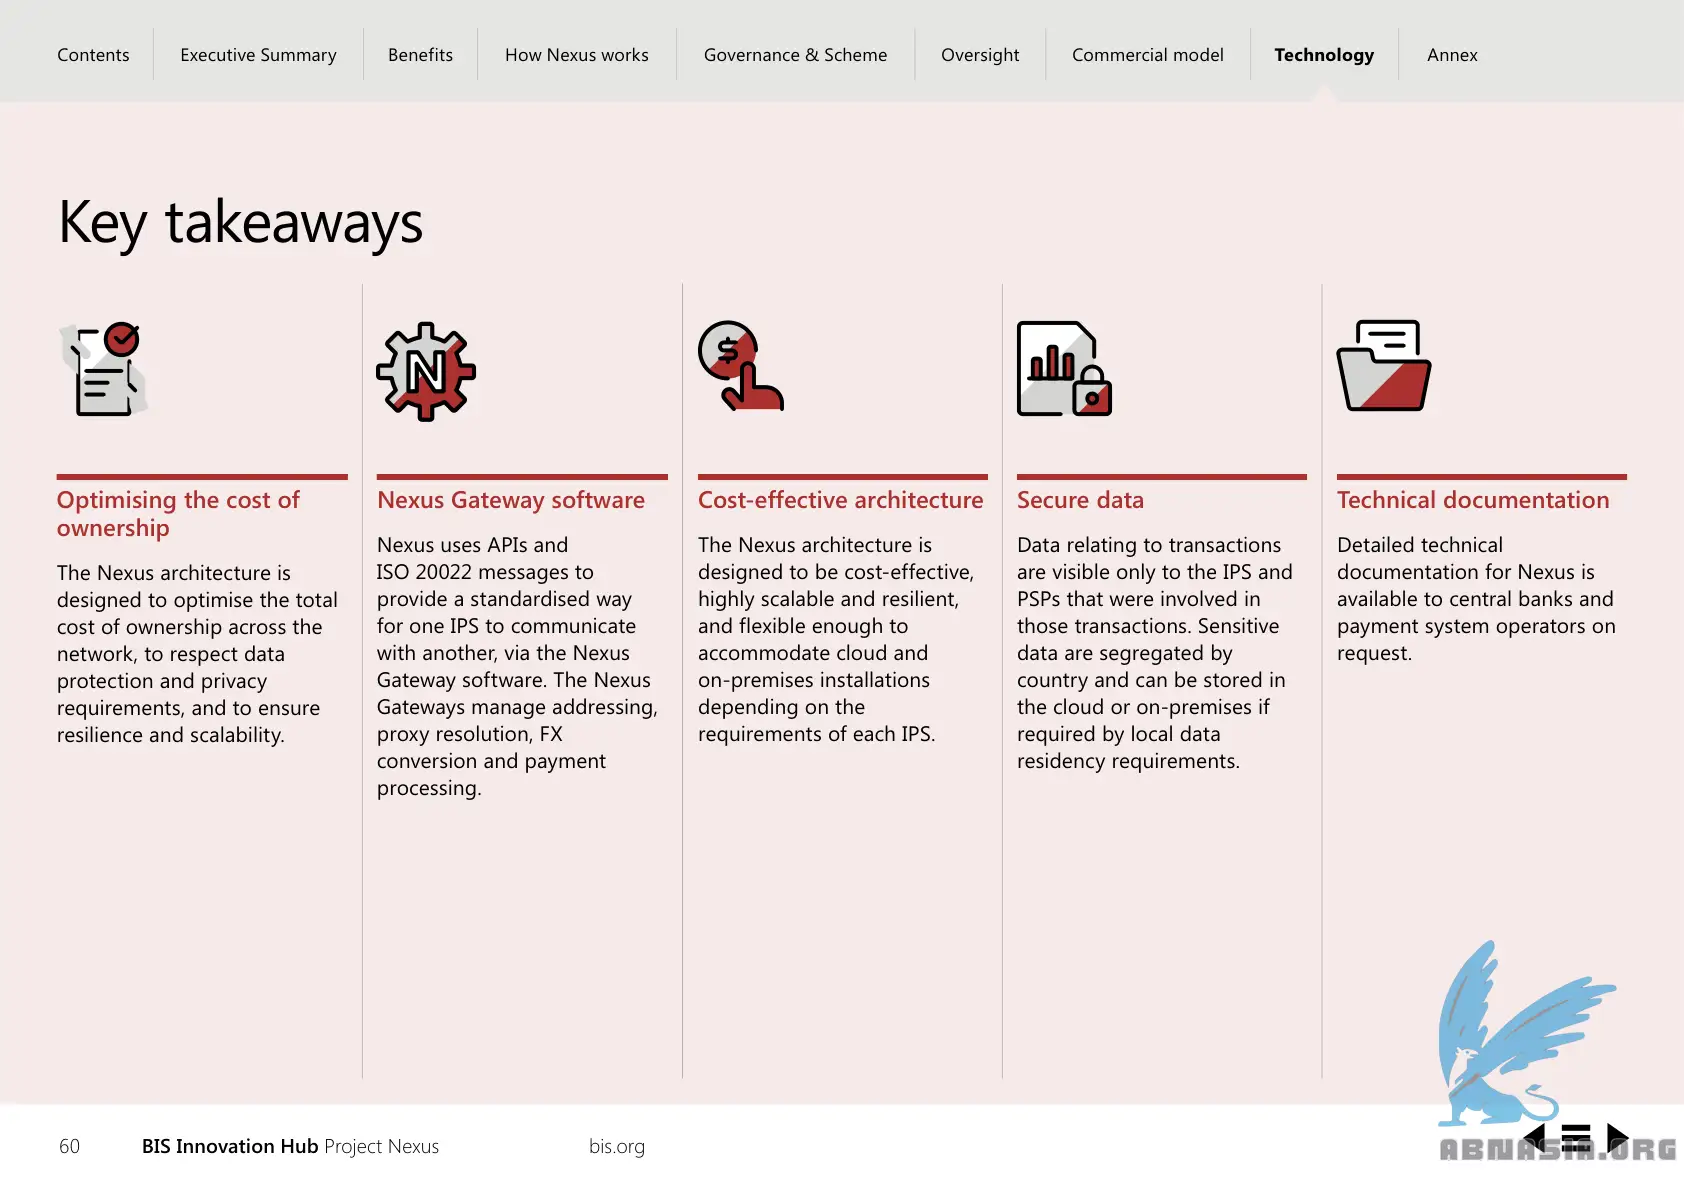 Contents
Executive Summary
Benefits
How Nexus works
Governance & Scheme
Oversight
Commercial model
Technology
Annex
Key takeaways
$
N
Optimising the cost of
ownership
The Nexus architecture is
designed to optimise the total
cost of ownership across the
network, to respect data
protection and privacy
requirements, and to ensure
resilience and scalability.
Nexus Gateway software
Nexus uses APIs and
ISO 20022 messages to
provide a standardised way
for one IPS to communicate
with another, via the Nexus
Gateway software. The Nexus
Gateways manage addressing,
proxy resolution, FX
conversion and payment
processing.
Cost-effective architecture
The Nexus architecture is
designed to be cost-effective,
highly scalable and resilient,
and flexible enough to
accommodate cloud and
on-premises installations
depending on the
requirements of each IPS.
Secure data
Data relating to transactions
are visible only to the IPS and
PSPs that were involved in
those transactions. Sensitive
data are segregated by
country and can be stored in
the cloud or on-premises if
required by local data
residency requirements.
Technical documentation
Detailed technical
documentation for Nexus is
available to central banks and
payment system operators on
request.
60
BIS Innovation Hub Project Nexus
bis.org
ABNASIA.ORG